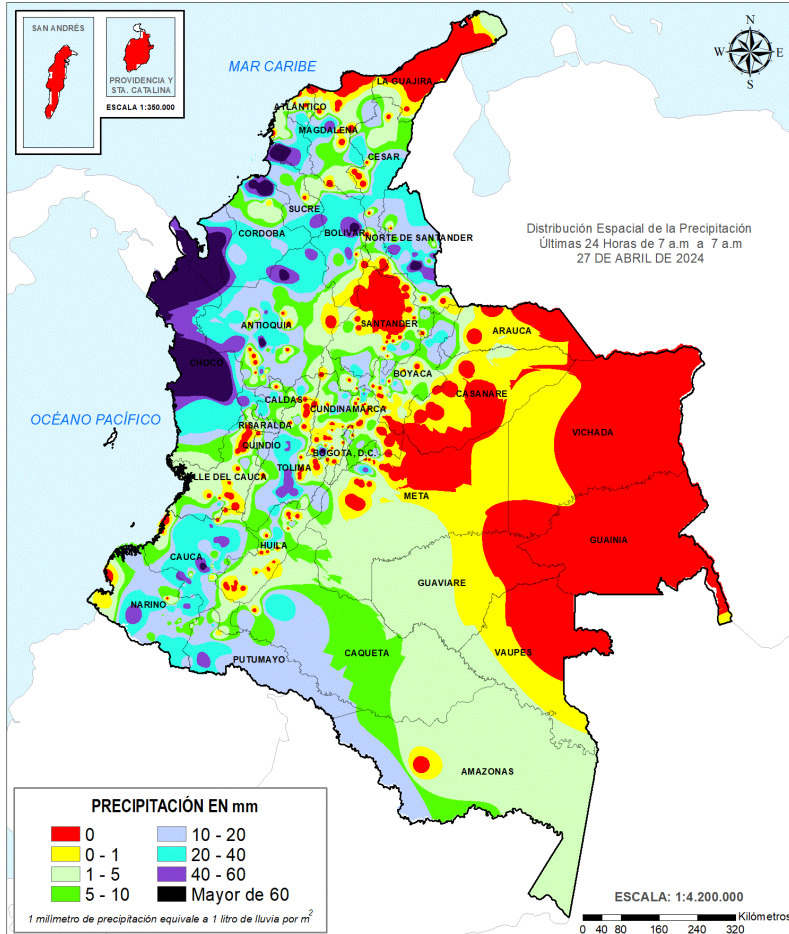 SAN ANDRÉS
PROVIDENCIA Y
STA. CATALINA
ESCALA 1:350.000
MAR CARIBE
N
W
E
S
LA GUAJIRA
ATLÁNTICO
MAGDALENA
CESAR
SUCRE
CORDOBA
BOLIVAR
NORTE DE SANTANDER
Distribución Espacial de la Precipitación
Últimas 24 Horas de 7 a.m a 7 a.m
27 DE ABRIL DE 2024
ANTIOQUIA
SANTANDER
ARAUCA
CHOCO
BOYACA
CASANARE
CALDAS
CUNDINAMARCA
OCÉANO PACÍFICO
RISARALDA
QUINDIO
BOGOTA, D.C.
VICHADA
TOLIMA
VALLE DEL CAUCA
META
HUILA
CAUCA
GUAINIA
GUAVIARE
NARIÑO
PUTUMAYO
CAQUETA
VAUPES
AMAZONAS
PRECIPITACIÓN EN mm
0
0 - 1
1 - 5
5 - 10
10 - 20
20 - 40
40 - 60
Mayor de 60
1 milímetro de precipitación equivale a 1 litro de lluvia por m²
ESCALA: 1:4.200.000
Kilómetros
0 40 80 160 240 320